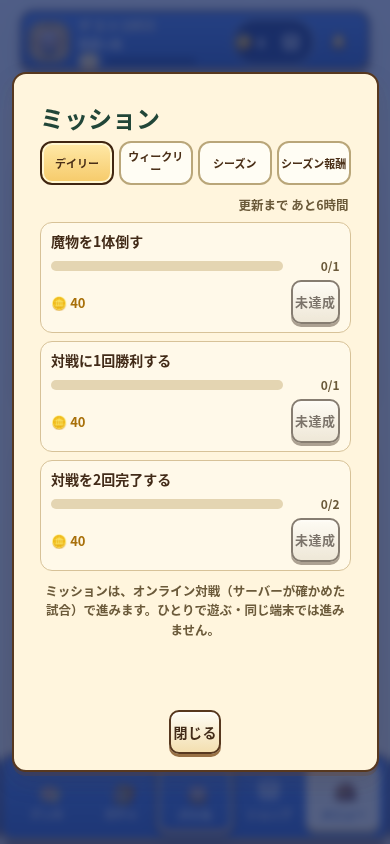 ミッション
デイリー
ウィークリ
ー
シーズン
シーズン報酬
更新まで あと6時間
魔物を1体倒す
0/1
40
未達成
対戦に1回勝利する
0/1
40
未達成
対戦を2回完了する
0/2
40
未達成
ミッションは、オンライン対戦（サーバーが確かめた
試合）で進みます。ひとりで遊ぶ・同じ端末では進み
ません。
閉じる